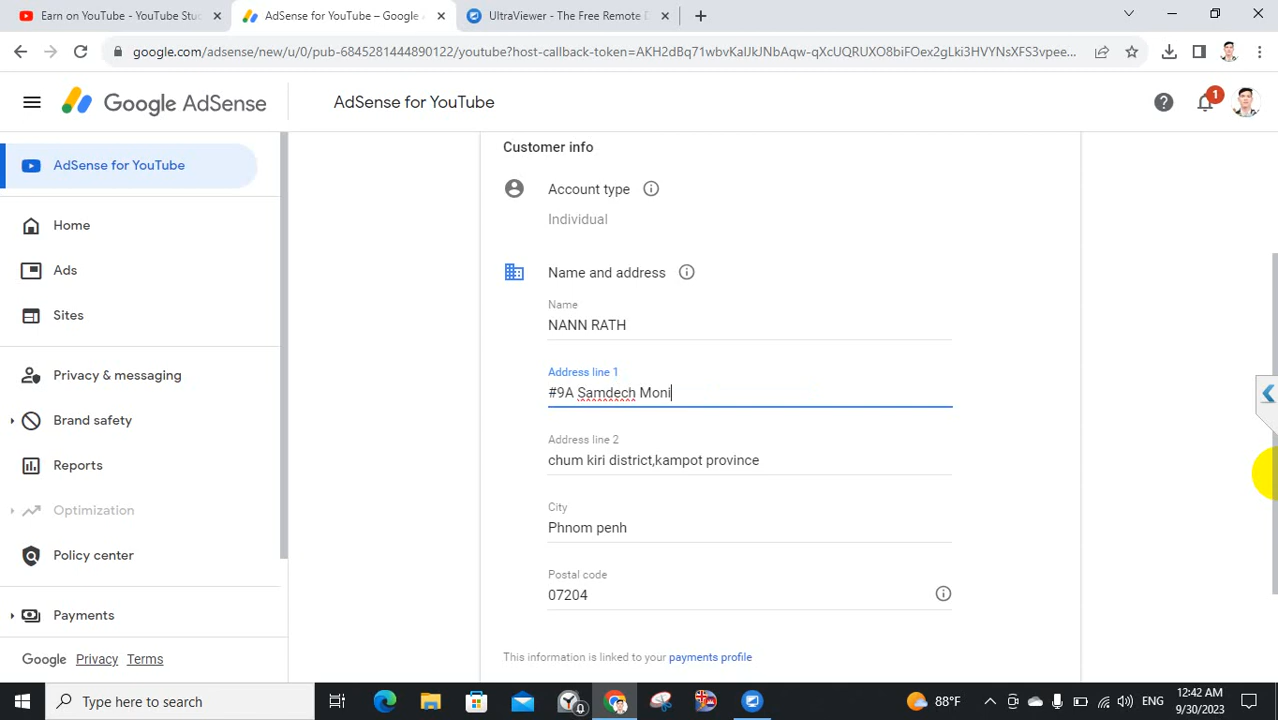 Earn on YouTube - YouTube Stu
AdSense for YouTube – Google
UltraViewer - The Free Remote D
google.com/adsense/new/u/0/pub-6845281444890122/youtube?host-callback-token=AKH2dBq71wbvKaIJkJNbAqw-qXcUQRUXO8biFOex2gLki3HVYNsXFS3vpee...
Google AdSense
AdSense for YouTube
1
AdSense for YouTube
Home
Ads
Sites
Privacy & messaging
Brand safety
Reports
Optimization
Policy center
Payments
Google Privacy Terms
Customer info
Account type
Individual
Name and address
Name
NANN RATH
Address line 1
#9A Samdech Moni
Address line 2
chum kiri district,kampot province
City
Phnom penh
Postal code
07204
This information is linked to your payments profile
Type here to search
0
88°F
ENG
12:42 AM
9/30/2023